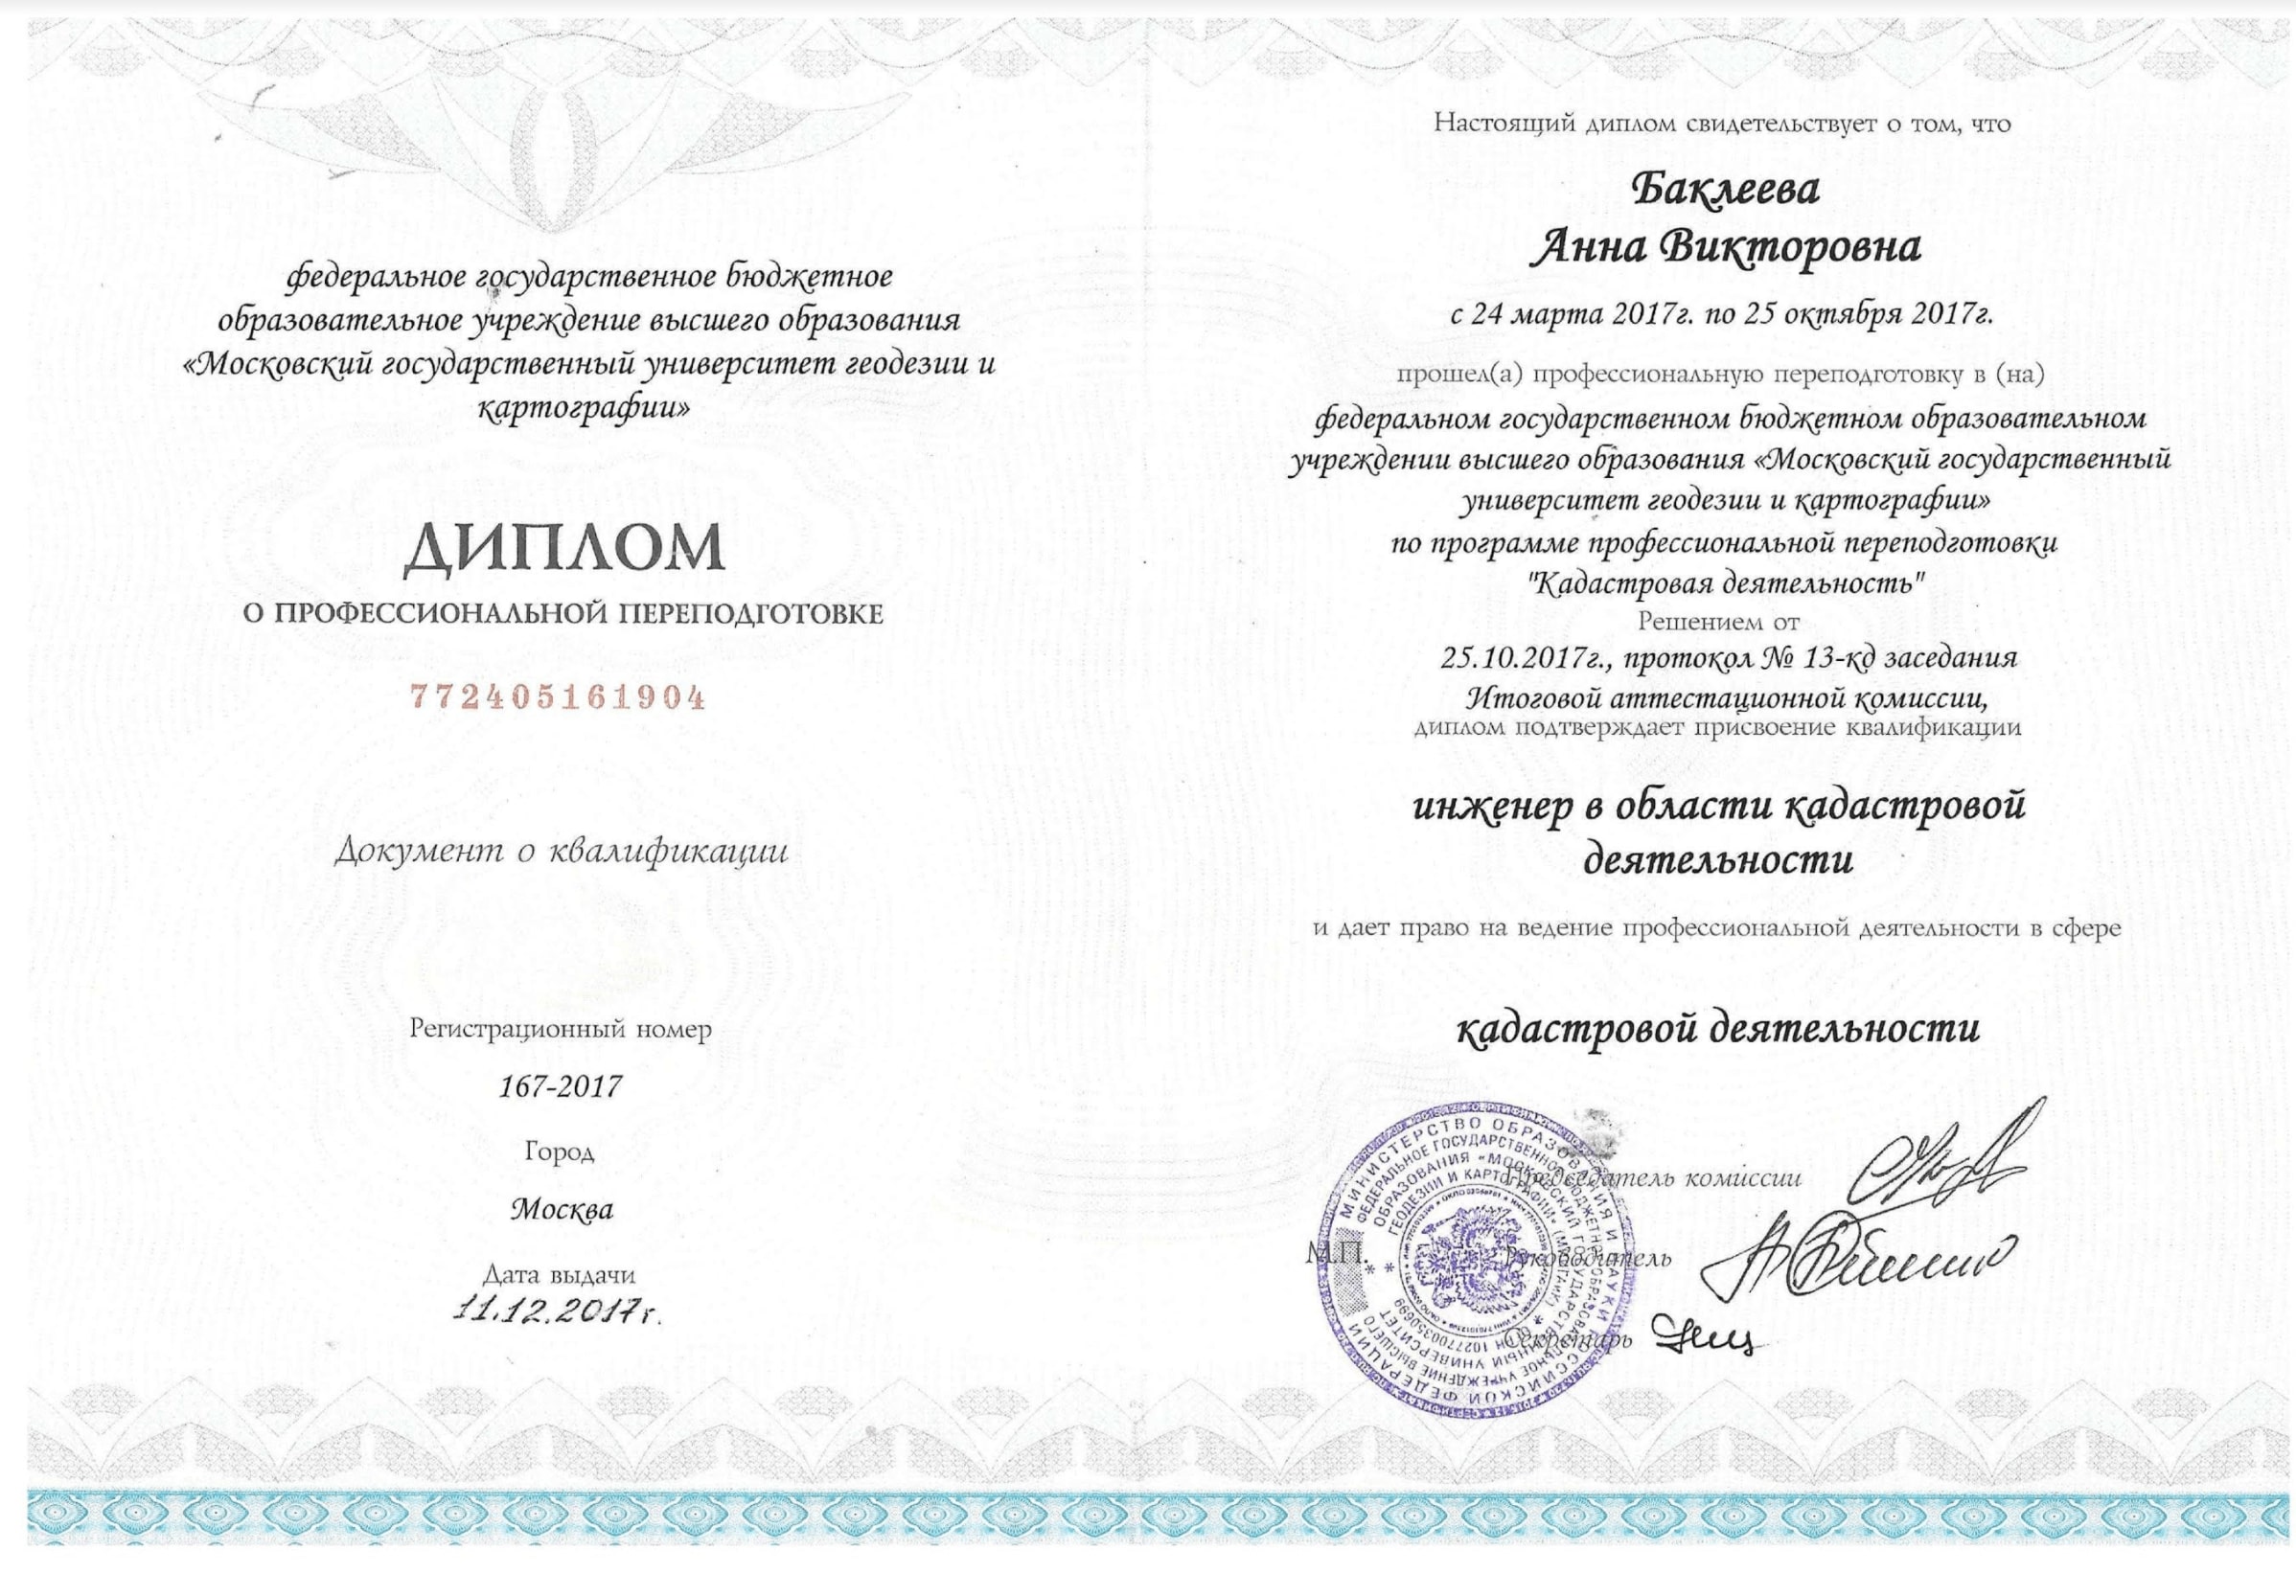 федеральное государственное бюджетное
образовательное учреждение высшего образования
«Московский государственный университет геодезии и
картографии»
ДИПЛОМ
О ПРОФЕССИОНАЛЬНОЙ ПЕРЕПОДГОТОВКЕ
772405161904
Документ о квалификации
Регистрационный номер
167-2017
Город
Москва
Дата выдачи
11.12.2017г.
Настоящий диплом свидетельствует о том, что
Баклеева
Анна Викторовна
с 24 марта 2017г. по 25 октября 2017г.
прошел(а) профессиональную переподготовку в (на)
федеральном государственном бюджетном образовательном
учреждении высшего образования «Московский государственный
университет геодезии и картографии»
по программе профессиональной переподготовки
"Кадастровая деятельность"
Решением от
25.10.2017г., протокол № 13-кд заседания
Итоговой аттестационной комиссии,
диплом подтверждает присвоение квалификации
инженер в области кадастровой
деятельности
и дает право на ведение профессиональной деятельности в сфере
кадастровой деятельности
Председатель комиссии
М.П.
Руководитель
Секретарь
МИНИСТЕРСТВО ОБРАЗОВАНИЯ И НАУКИ РОССИЙСКОЙ ФЕДЕРАЦИИ
ФЕДЕРАЛЬНОЕ ГОСУДАРСТВЕННОЕ БЮДЖЕТНОЕ ОБРАЗОВАТЕЛЬНОЕ УЧРЕЖДЕНИЕ ВЫСШЕГО
ОБРАЗОВАНИЯ «МОСКОВСКИЙ ГОСУДАРСТВЕННЫЙ УНИВЕРСИТЕТ
ГЕОДЕЗИИ И КАРТОГРАФИИ» (МИИГАиК)